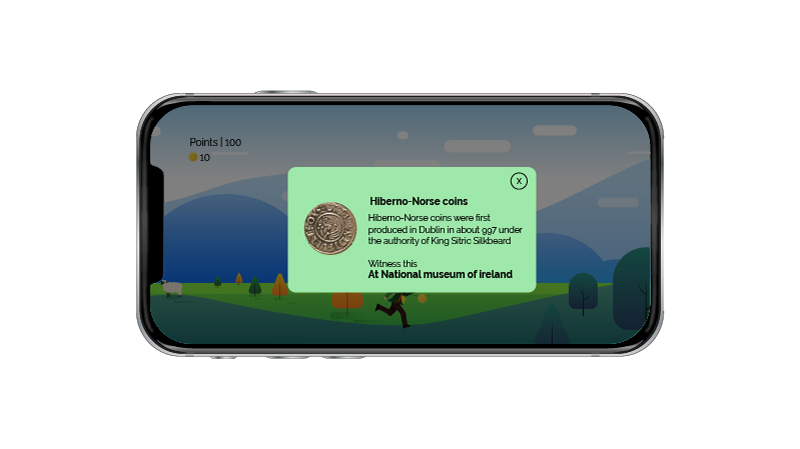 Points | 100
10
X
Hiberno-Norse coins
Hiberno-Norse coins were first
produced in Dublin in about 997 under
the authority of King Sitric Silkbeard
Witness this
At National museum of ireland